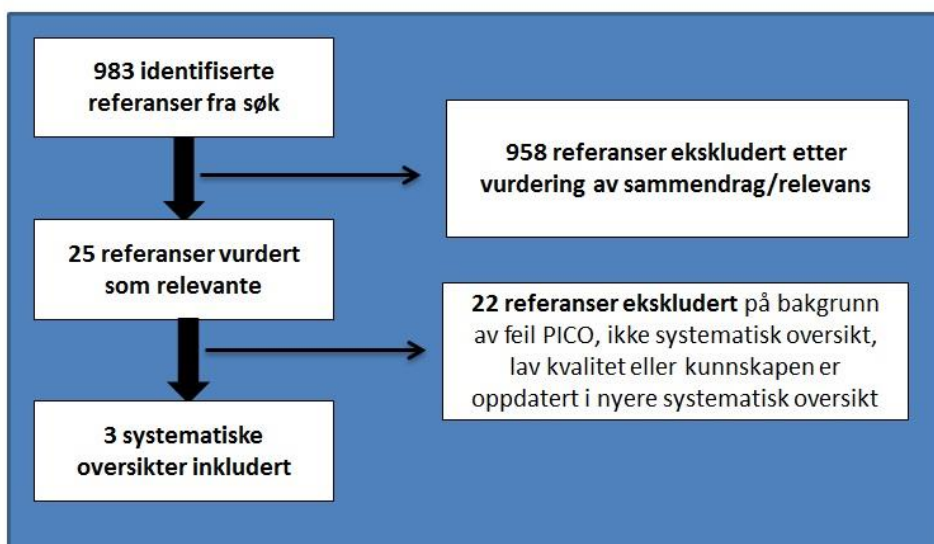 983 identifiserte
referanser fra søk
958 referanser ekskludert etter
vurdering av sammendrag/relevans
25 referanser vurdert
som relevante
22 referanser ekskludert på bakgrunn
av feil PICO, ikke systematisk oversikt,
lav kvalitet eller kunnskapen er
oppdatert i nyere systematisk oversikt
3 systematiske
oversikter inkludert